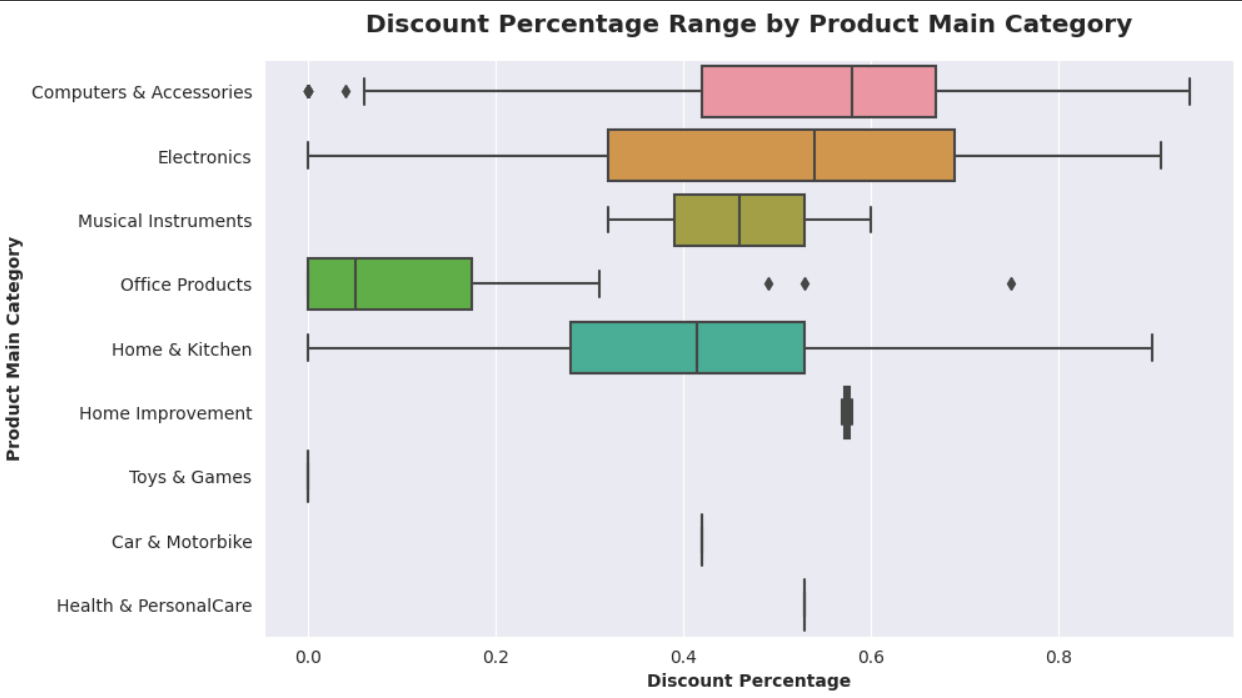 Discount Percentage Range by Product Main Category
Product Main Category
Computers & Accessories
Electronics
Musical Instruments
Office Products
Home & Kitchen
Home Improvement
Toys & Games
Car & Motorbike
Health & PersonalCare
0.0 0.2 0.4 0.6 0.8
Discount Percentage